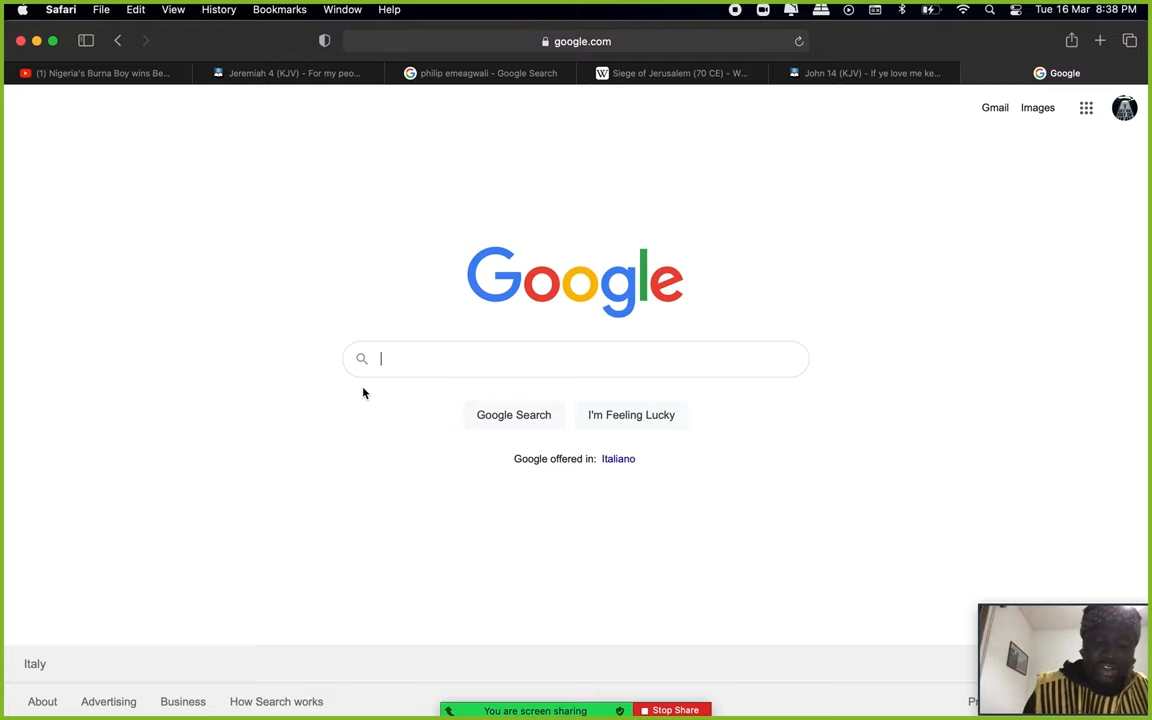 Safari File Edit View History Bookmarks Window Help Tue 16 Mar 8:38 PM
google.com
(1) Nigeria's Burna Boy wins Be... Jeremiah 4 (KJV) - For my peo... philip emeagwali - Google Search Siege of Jerusalem (70 CE) - W... John 14 (KJV) - If ye love me ke... Google
Gmail Images
Google
Google Search I'm Feeling Lucky
Google offered in: Italiano
Italy
About Advertising Business How Search works
You are screen sharing Stop Share